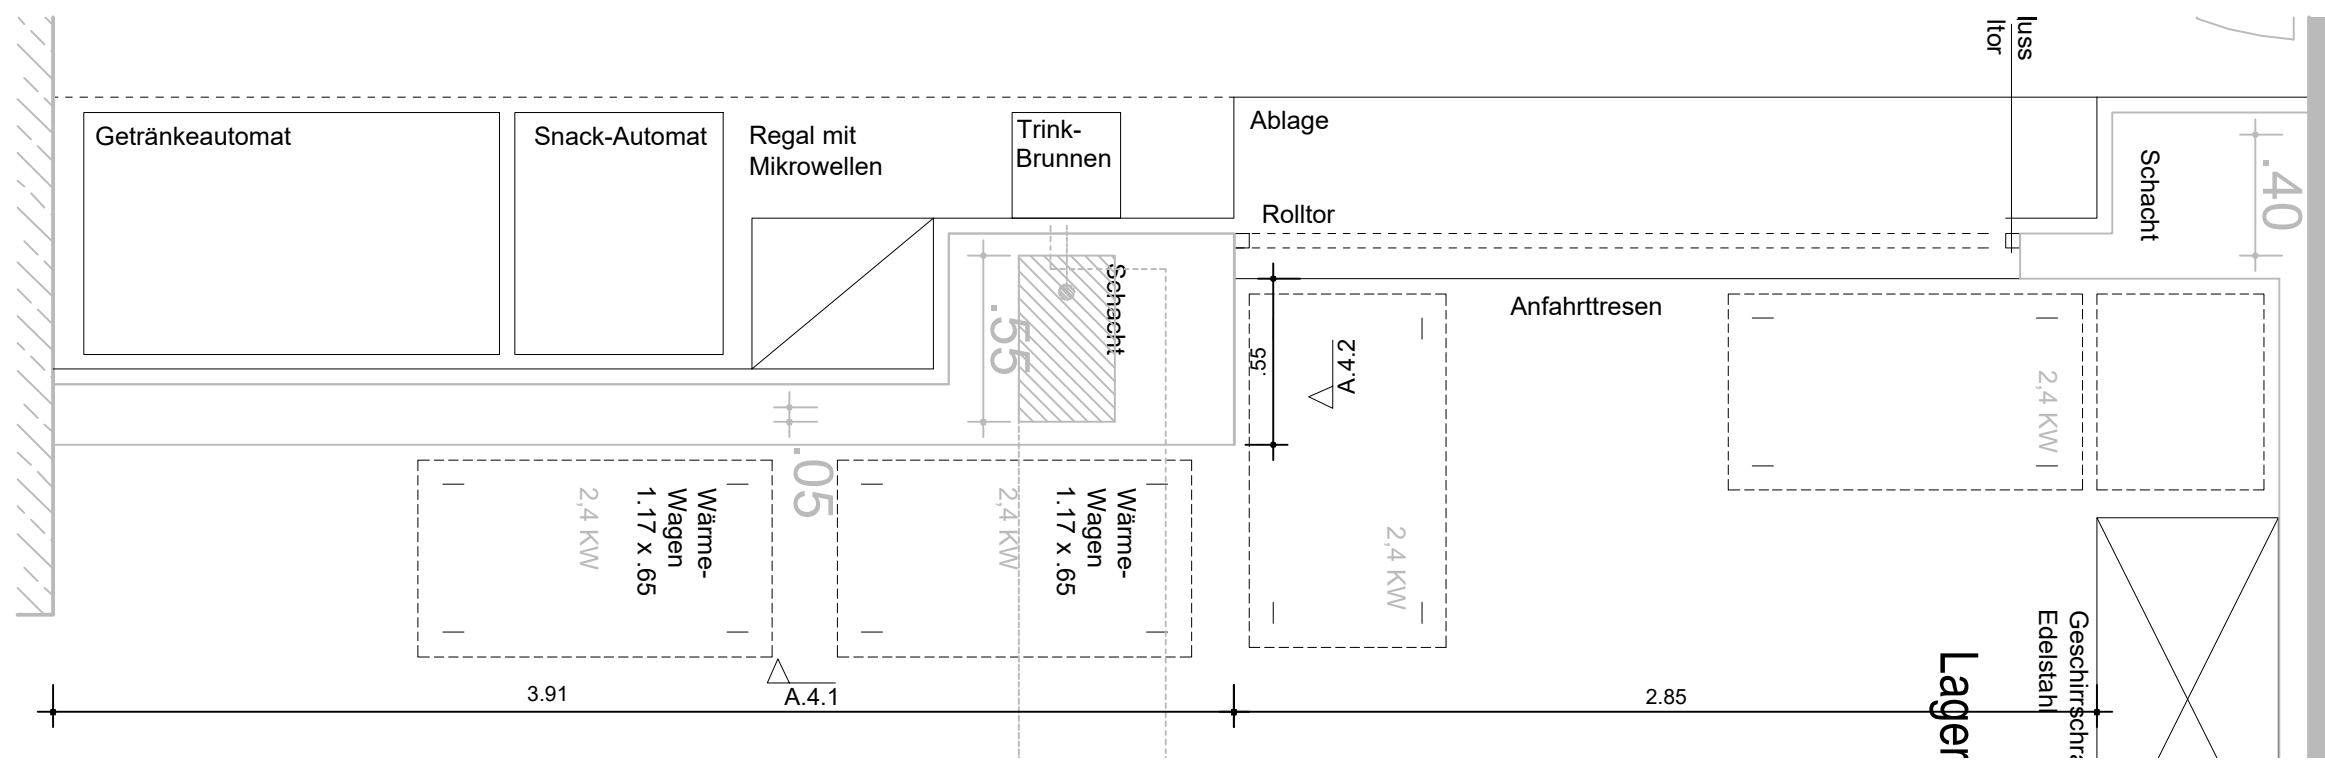 luss
ltor
Getränkeautomat
Snack-Automat
Regal mit
Mikrowellen
Trink-
Brunnen
Ablage
Rolltor
Schacht
.40
Schacht
.55
.55
A.4.2
Anfahrttresen
2,4 KW
.05
Wärme-
Wagen
1.17 x .65
2,4 KW
Wärme-
Wagen
1.17 x .65
2,4 KW
2,4 KW
Geschirrschra
Edelstahl
Lager
3.91
A.4.1
2.85